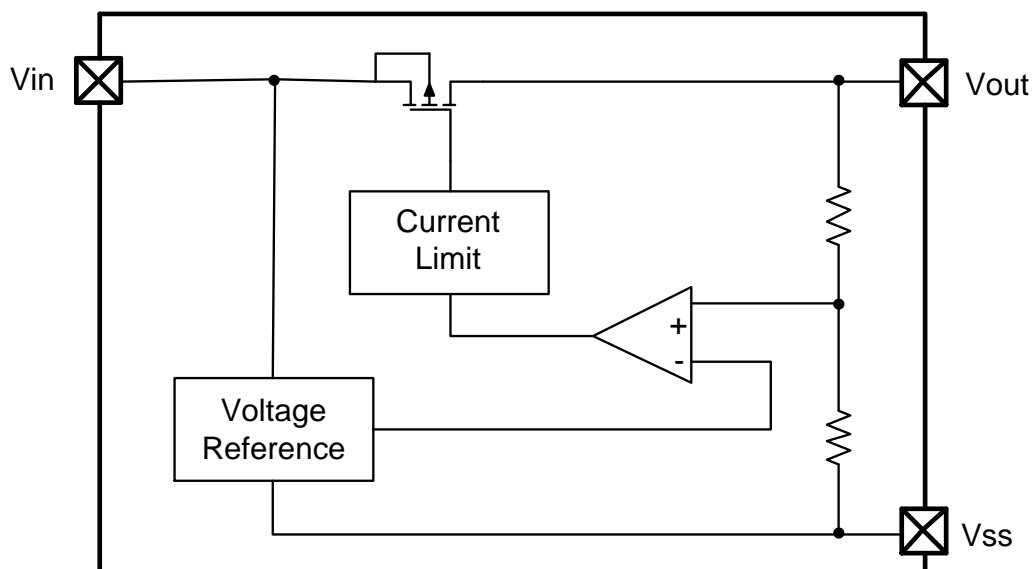 Vin
Vout
Current
Limit
+
-
Voltage
Reference
Vss